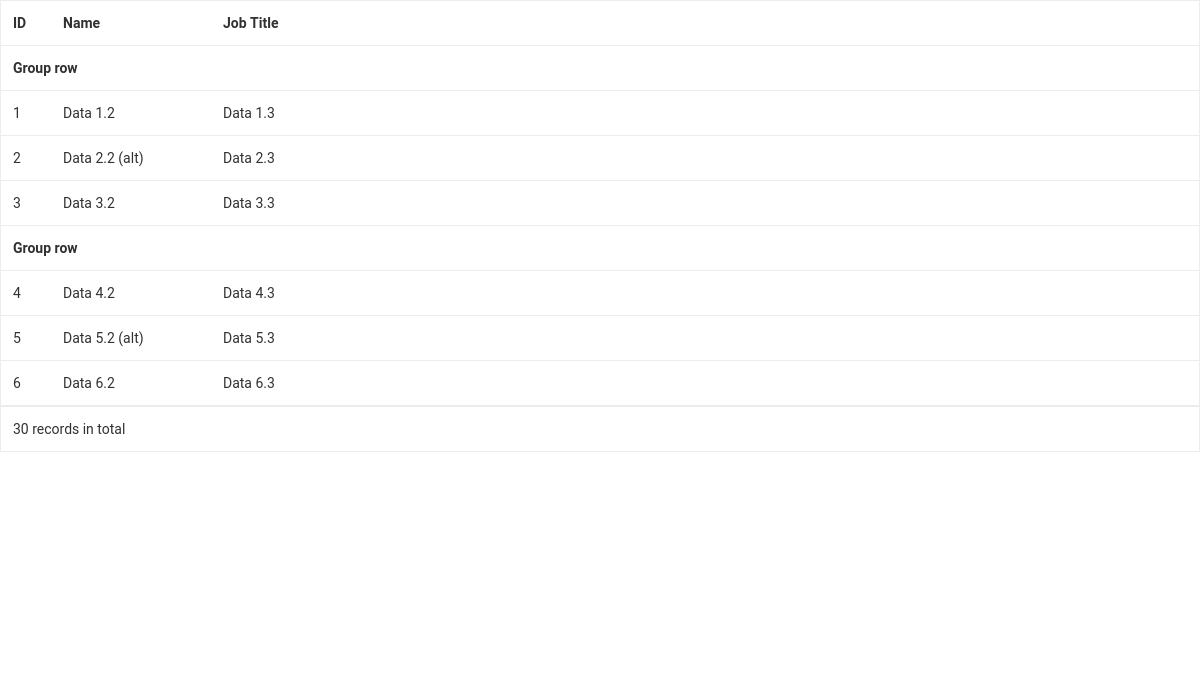 ID Name Job Title
Group row
1 Data 1.2 Data 1.3
2 Data 2.2 (alt) Data 2.3
3 Data 3.2 Data 3.3
Group row
4 Data 4.2 Data 4.3
5 Data 5.2 (alt) Data 5.3
6 Data 6.2 Data 6.3
30 records in total